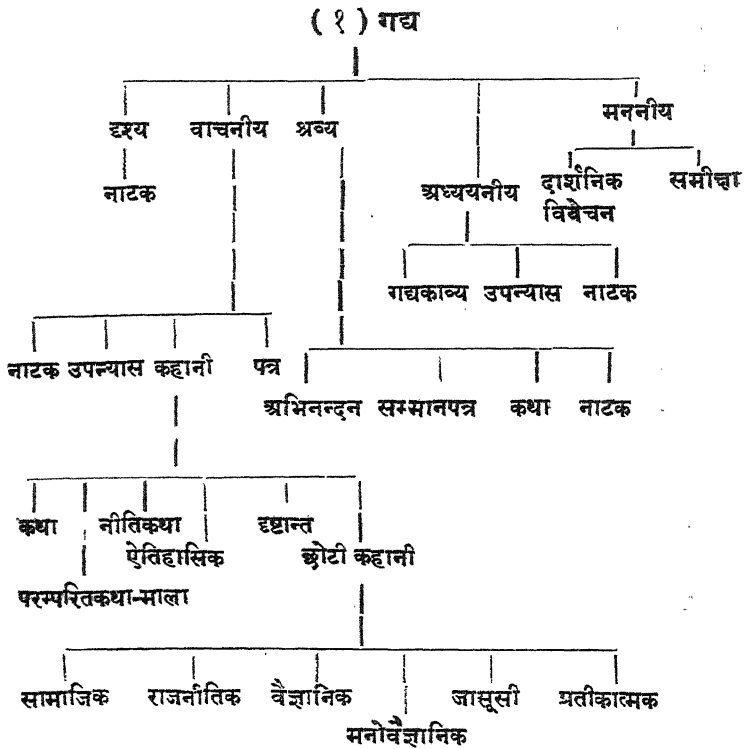 ( १ ) गद्य
दृश्य वाचनीय श्रव्य मननीय
नाटक अध्ययनीय दार्शनिक समीक्षा
विवेचन
गद्यकाव्य उपन्यास नाटक
नाटक उपन्यास कहानी पत्र
अभिनन्दन सम्मानपत्र कथा नाटक
कथा नीतिकथा दृष्टान्त
ऐतिहासिक छोटी कहानी
परम्परितकथा-माला
सामाजिक राजनीतिक वैज्ञानिक जासूसी प्रतीकात्मक
मनोवैज्ञानिक